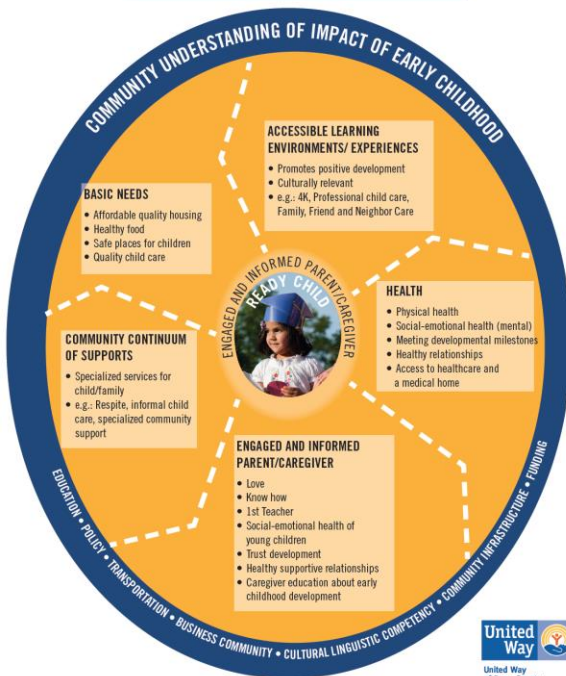 COMMUNITY UNDERSTANDING OF IMPACT OF EARLY CHILDHOOD
ACCESSIBLE LEARNING
ENVIRONMENTS/ EXPERIENCES
• Promotes positive development
• Culturally relevant
• e.g.: 4K, Professional child care,
Family, Friend and Neighbor Care
BASIC NEEDS
• Affordable quality housing
• Healthy food
• Safe places for children
• Quality child care
ENGAGED AND INFORMED PARENT/CAREGIVER
READY CHILD
HEALTH
• Physical health
• Social-emotional health (mental)
• Meeting developmental milestones
• Healthy relationships
• Access to healthcare and
a medical home
COMMUNITY CONTINUUM
OF SUPPORTS
• Specialized services for
child/family
• e.g.: Respite, informal child
care, specialized community
support
ENGAGED AND INFORMED
PARENT/CAREGIVER
• Love
• Know how
• 1st Teacher
• Social-emotional health of
young children
• Trust development
• Healthy supportive relationships
• Caregiver education about early
childhood development
EDUCATION • POLICY • TRANSPORTATION • BUSINESS COMMUNITY • CULTURAL LINGUISTIC COMPETENCY • COMMUNITY INFRASTRUCTURE • FUNDING
United
Way
United Way